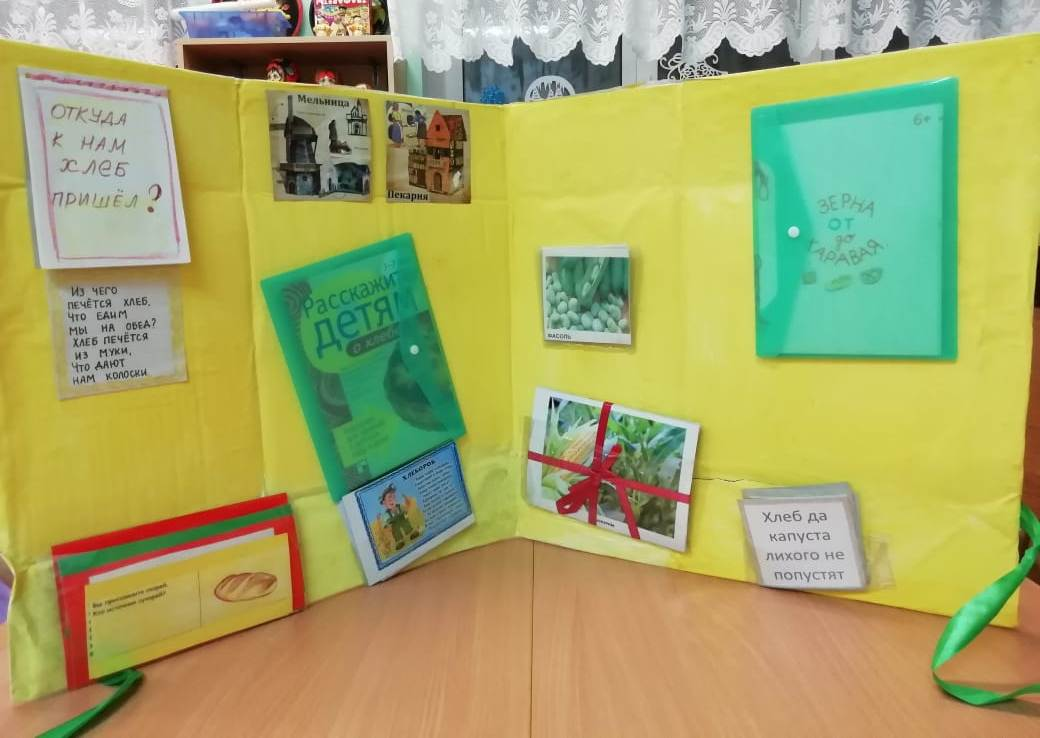 ОТКУДА
К НАМ
ХЛЕБ
ПРИШЁЛ?
ИЗ ЧЕГО
ПЕЧЁТСЯ ХЛЕБ,
ЧТО ЕДИМ
МЫ НА ОБЕД?
ХЛЕБ ПЕЧЁТСЯ
ИЗ МУКИ,
ЧТО ДАЮТ
НАМ КОЛОСКИ.
Мельница
Пекарня
Расскажите
детям
о хлебе
ХЛЕБОРОБ
ФАСОЛЬ
6+
ЗЕРНА
ОТ
до
КАРАВАЯ.
Хлеб да
капуста
лихого не
попустят